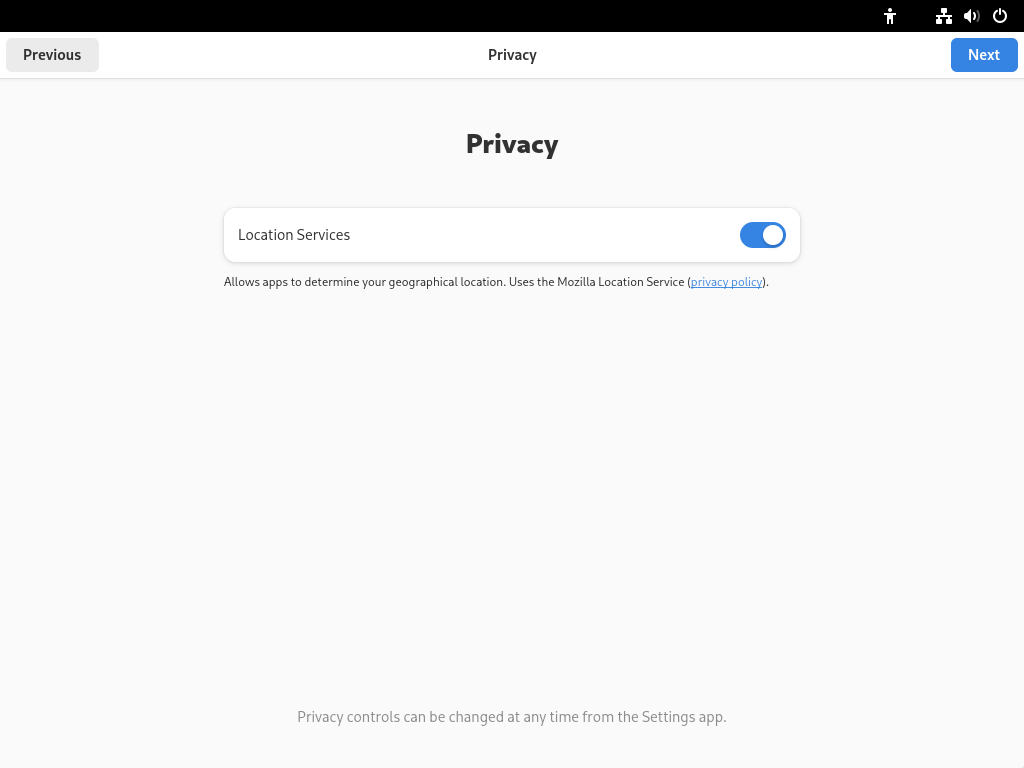 Previous
Privacy
Next
Privacy
Location Services
Allows apps to determine your geographical location. Uses the Mozilla Location Service (privacy policy).
Privacy controls can be changed at any time from the Settings app.